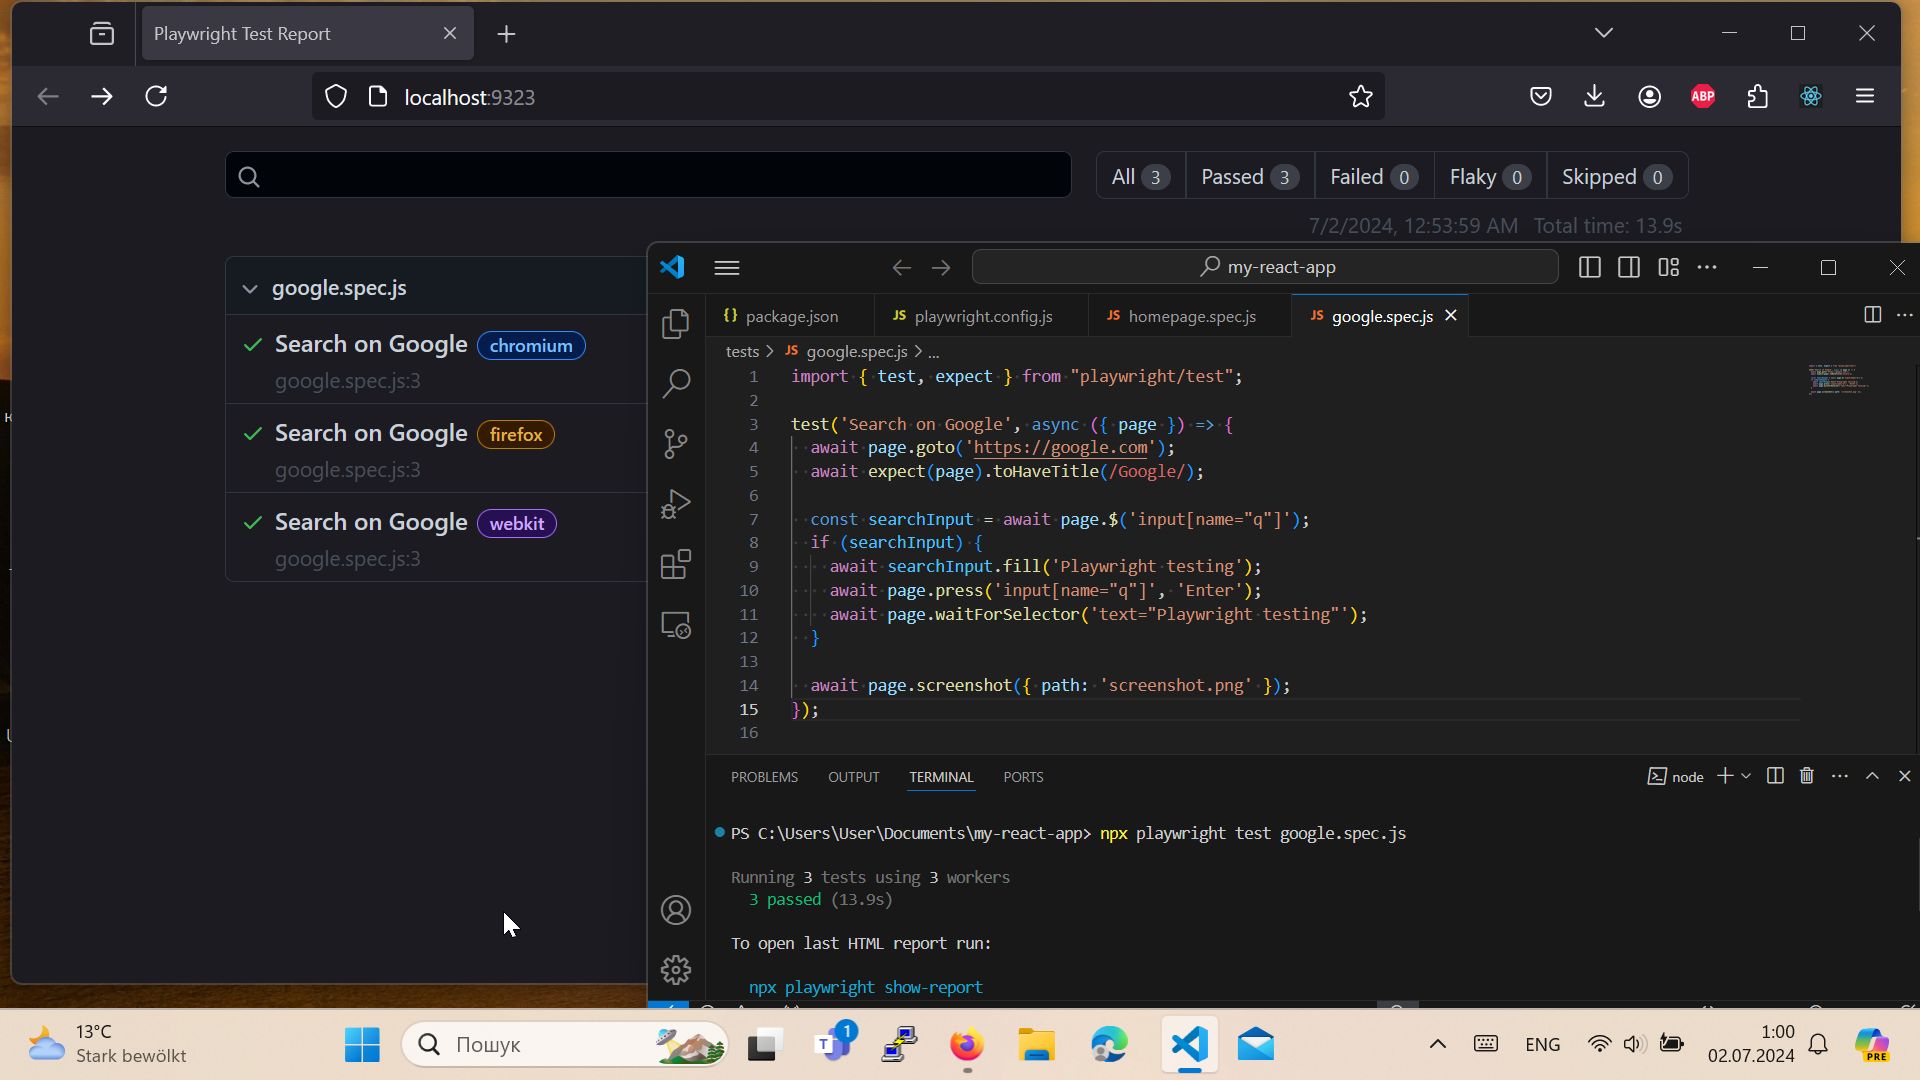 Playwright Test Report
localhost:9323
ABP
All 3
Passed 3
Failed 0
Flaky 0
Skipped 0
7/2/2024, 12:53:59 AM Total time: 13.9s
google.spec.js
Search on Google chromium
google.spec.js:3
Search on Google firefox
google.spec.js:3
Search on Google webkit
google.spec.js:3
my-react-app
{} package.json
JS playwright.config.js
JS homepage.spec.js
JS google.spec.js
tests > JS google.spec.js > ...
1 import { test, expect } from "playwright/test";
2
3 test('Search on Google', async ({ page }) => {
4 await page.goto('https://google.com');
5 await expect(page).toHaveTitle(/Google/);
6
7 const searchInput = await page.$('input[name="q"]');
8 if (searchInput) {
9 await searchInput.fill('Playwright testing');
10 await page.press('input[name="q"]', 'Enter');
11 await page.waitForSelector('text="Playwright testing"');
12 }
13
14 await page.screenshot({ path: 'screenshot.png' });
15 });
16
PROBLEMS OUTPUT TERMINAL PORTS
node
PS C:\Users\User\Documents\my-react-app> npx playwright test google.spec.js
Running 3 tests using 3 workers
3 passed (13.9s)
To open last HTML report run:
npx playwright show-report
13°C
Stark bewölkt
Пошук
T 1
ENG
1:00
02.07.2024
PRE